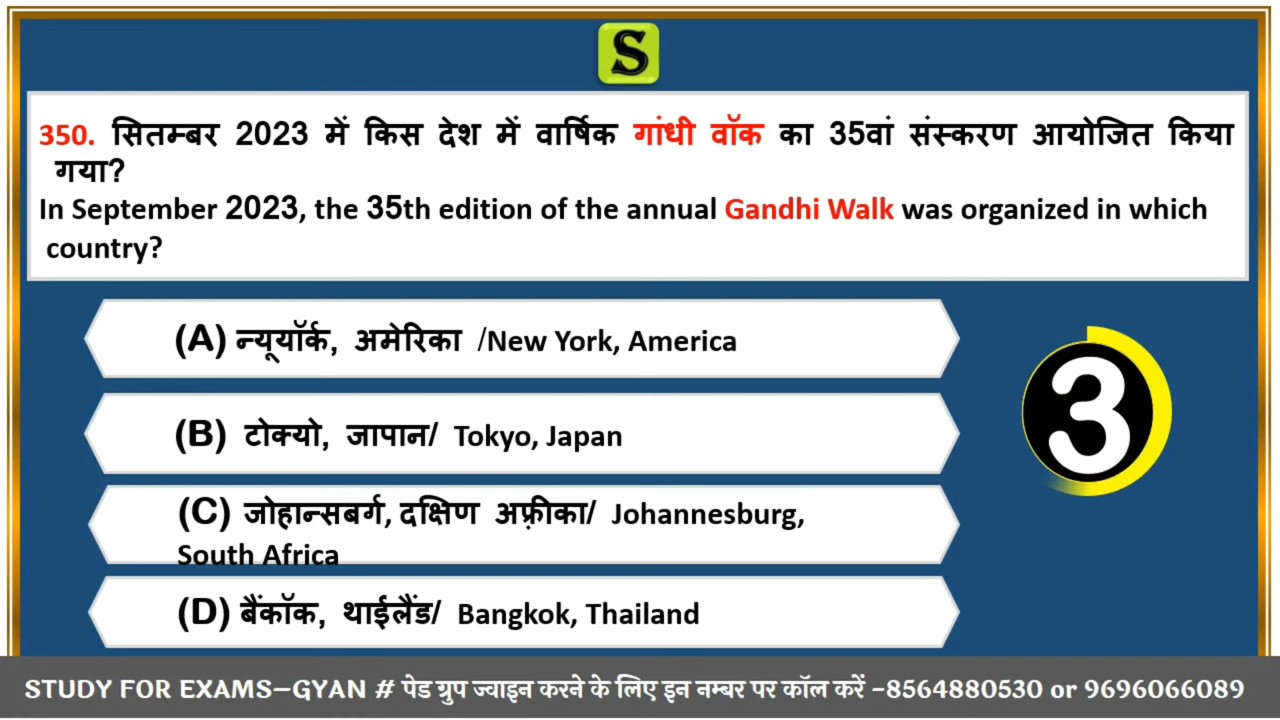 S
350. सितम्बर 2023 में किस देश में वार्षिक गांधी वॉक का 35वां संस्करण आयोजित किया
गया?
In September 2023, the 35th edition of the annual Gandhi Walk was organized in which
country?
(A) न्यूयॉर्क, अमेरिका /New York, America
(B) टोक्यो, जापान/ Tokyo, Japan
3
(C) जोहान्सबर्ग, दक्षिण अफ़्रीका/ Johannesburg,
South Africa
(D) बैंकॉक, थाईलैंड/ Bangkok, Thailand
STUDY FOR EXAMS–GYAN # पेड ग्रुप ज्वाइन करने के लिए इन नम्बर पर कॉल करें –8564880530 or 9696066089